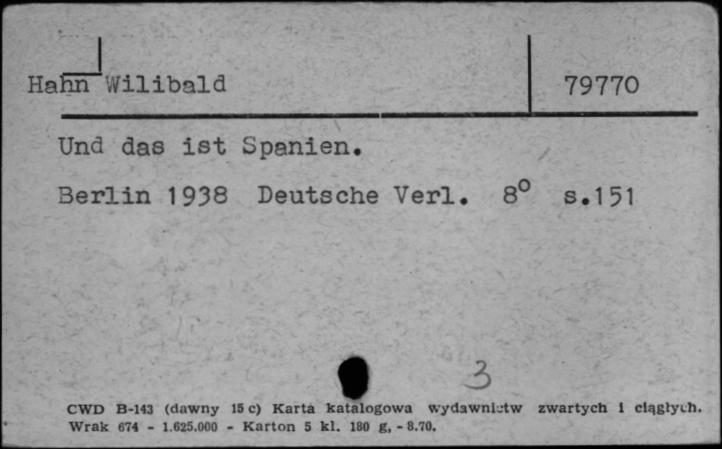 Hahn Wilibald 79770
Und das ist Spanien.
Berlin 1938 Deutsche Verl. 8° s.151
3
CWD B-143 (dawny 15 c) Karta katalogowa wydawnictw zwartych i ciągłych.
Wrak 674 - 1.625.000 - Karton 5 kl. 180 g, - 8.70.